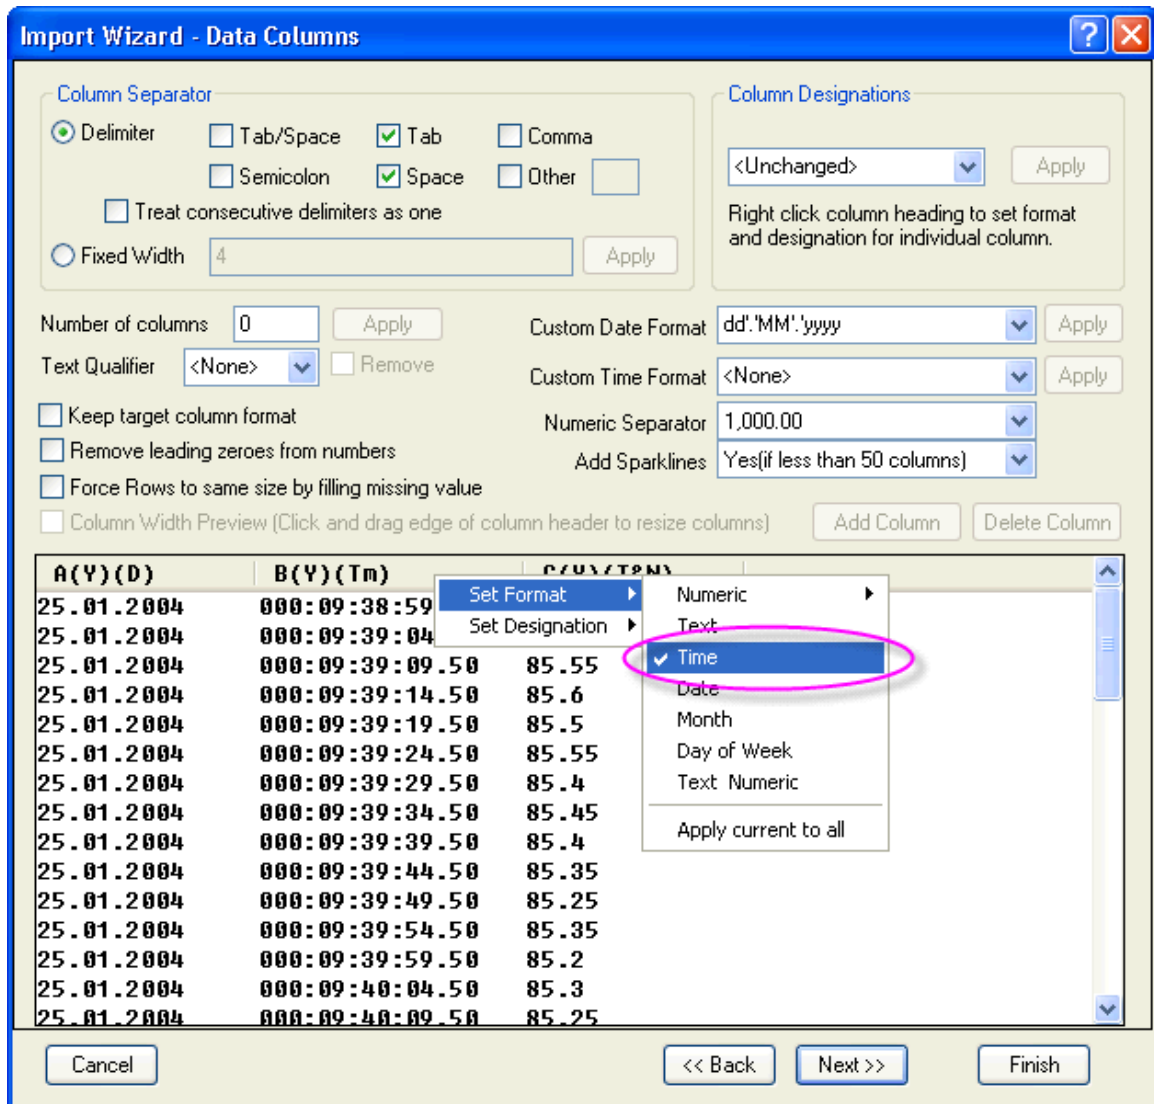 Import Wizard - Data Columns
Column Separator
Delimiter Tab/Space Tab Comma
Semicolon Space Other
Treat consecutive delimiters as one
Fixed Width 4 Apply
Column Designations
<Unchanged> Apply
Right click column heading to set format
and designation for individual column.
Number of columns 0 Apply
Text Qualifier <None> Remove
Keep target column format
Remove leading zeroes from numbers
Force Rows to same size by filling missing value
Custom Date Format dd'.'MM'.'yyyy Apply
Custom Time Format <None> Apply
Numeric Separator 1,000.00
Add Sparklines Yes(if less than 50 columns)
Column Width Preview (Click and drag edge of column header to resize columns) Add Column Delete Column
A(Y)(D) B(Y)(Tm) C(Y)(T&N)
25.01.2004 000:09:38:59
25.01.2004 000:09:39:04
25.01.2004 000:09:39:09.50 85.55
25.01.2004 000:09:39:14.50 85.6
25.01.2004 000:09:39:19.50 85.5
25.01.2004 000:09:39:24.50 85.55
25.01.2004 000:09:39:29.50 85.4
25.01.2004 000:09:39:34.50 85.45
25.01.2004 000:09:39:39.50 85.4
25.01.2004 000:09:39:44.50 85.35
25.01.2004 000:09:39:49.50 85.25
25.01.2004 000:09:39:54.50 85.35
25.01.2004 000:09:39:59.50 85.2
25.01.2004 000:09:40:04.50 85.3
25.01.2004 000:09:40:09.50 85.25
Set Format
Set Designation
Numeric
Text
Time
Date
Month
Day of Week
Text Numeric
Apply current to all
Cancel << Back Next >> Finish